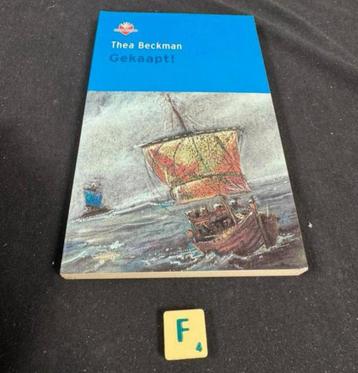 Thea Beckman
Gekaapt!
F
4